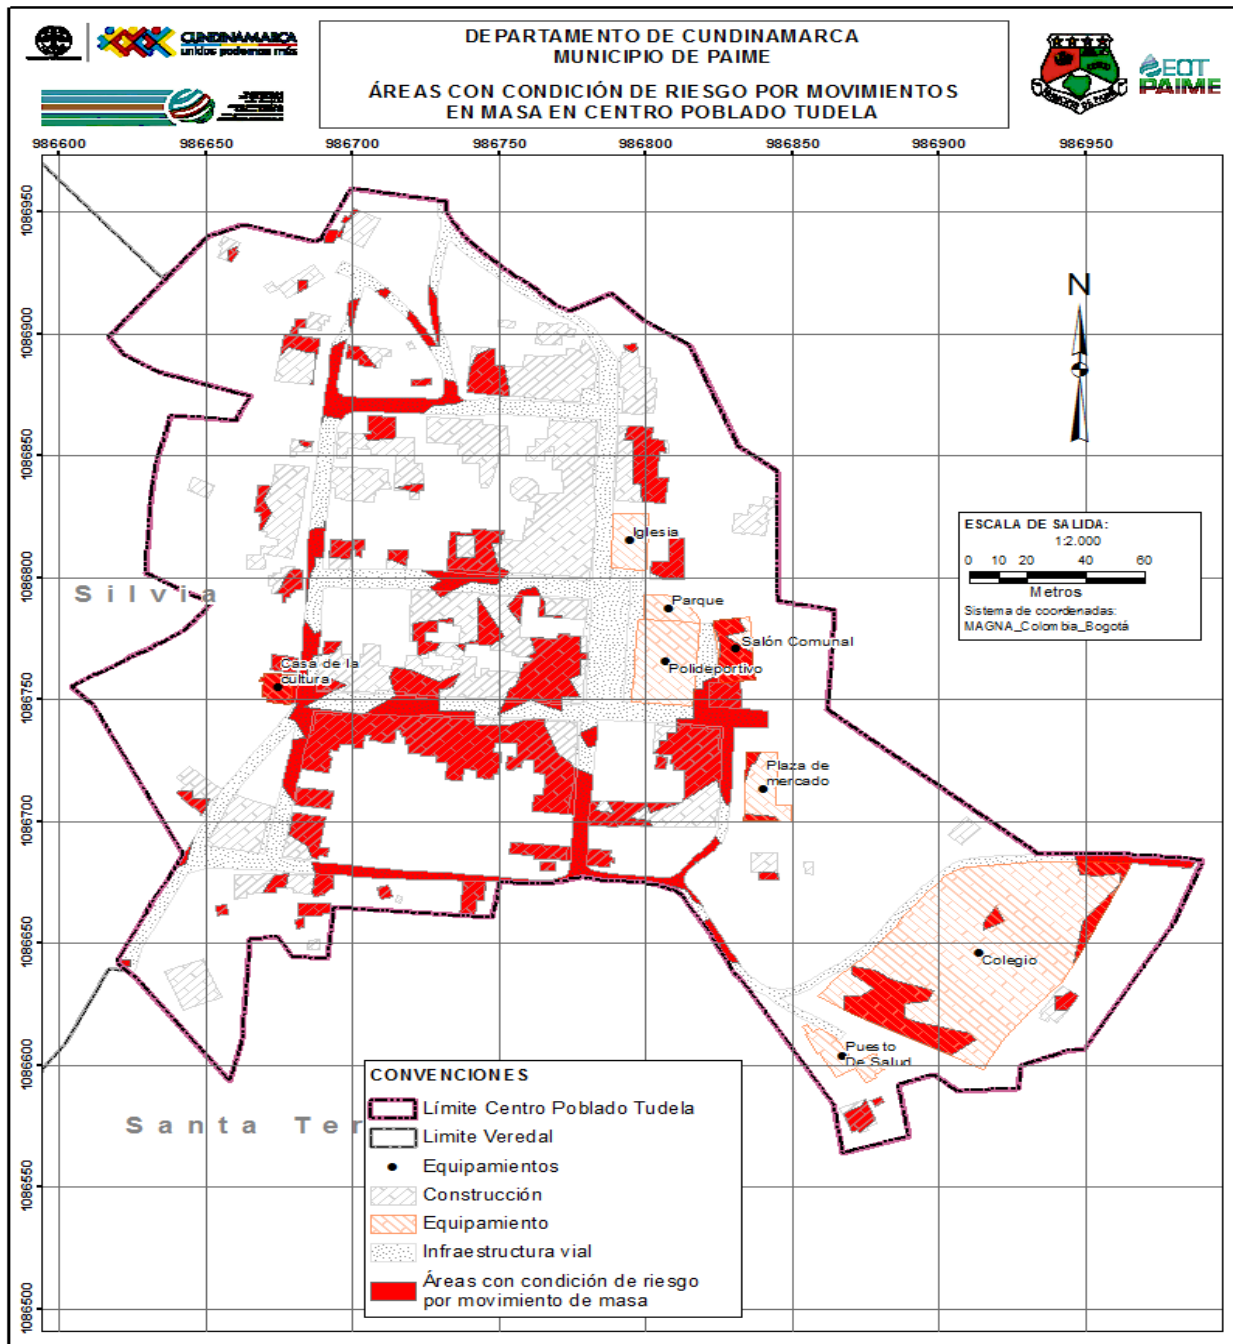 CUNDINAMARCA
unidos podemos más
DEPARTAMENTO DE CUNDINAMARCA
MUNICIPIO DE PAIME
ÁREAS CON CONDICIÓN DE RIESGO POR MOVIMIENTOS
EN MASA EN CENTRO POBLADO TUDELA
MUNICIPIO DE PAIME
EOT
PAIME
986600 986650 986700 986750 986800 986850 986900 986950
1086950
1086900
1086850
1086800
1086750
1086700
1086650
1086600
1086550
1086500
N
ESCALA DE SALIDA:
1:2.000
0 10 20 40 60
Metros
Sistema de coordenadas:
MAGNA_Colombia_Bogotá
Iglesia
Silvia
Parque
Salón Comunal
Polideportivo
Casa de la
cultura
Plaza de
mercado
Colegio
Puesto
De Salud
Santa Ter
CONVENCIONES
Límite Centro Poblado Tudela
Limite Veredal
Equipamientos
Construcción
Equipamiento
Infraestructura vial
Áreas con condición de riesgo
por movimiento de masa